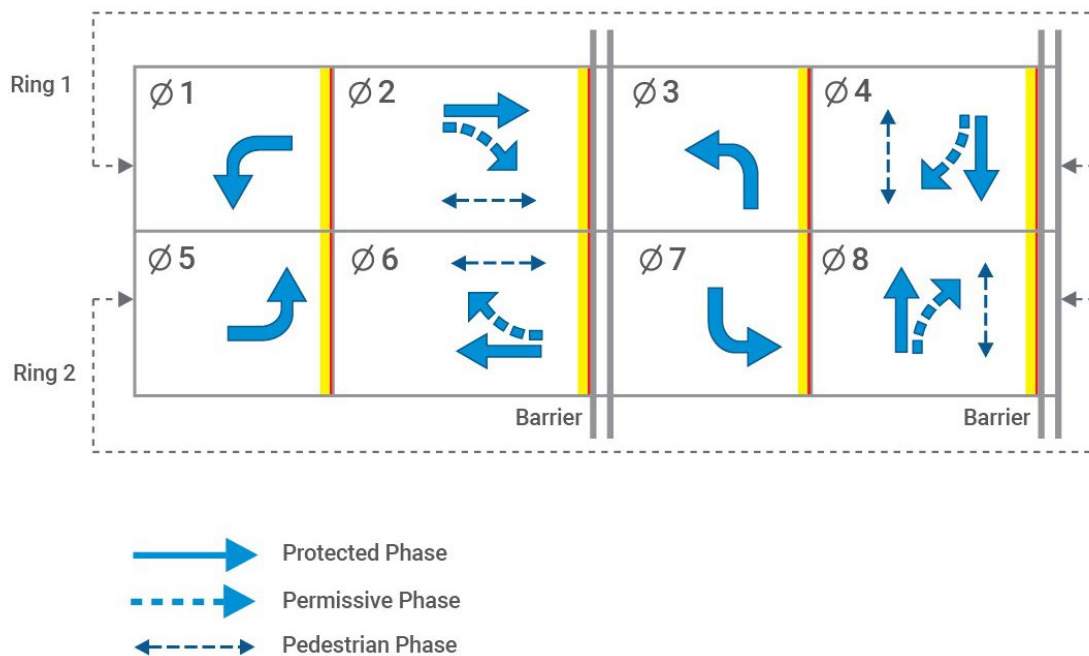 Ring 1
∅ 1
∅ 2
∅ 3
∅ 4
∅ 5
∅ 6
∅ 7
∅ 8
Ring 2
Barrier
Barrier
Protected Phase
Permissive Phase
Pedestrian Phase